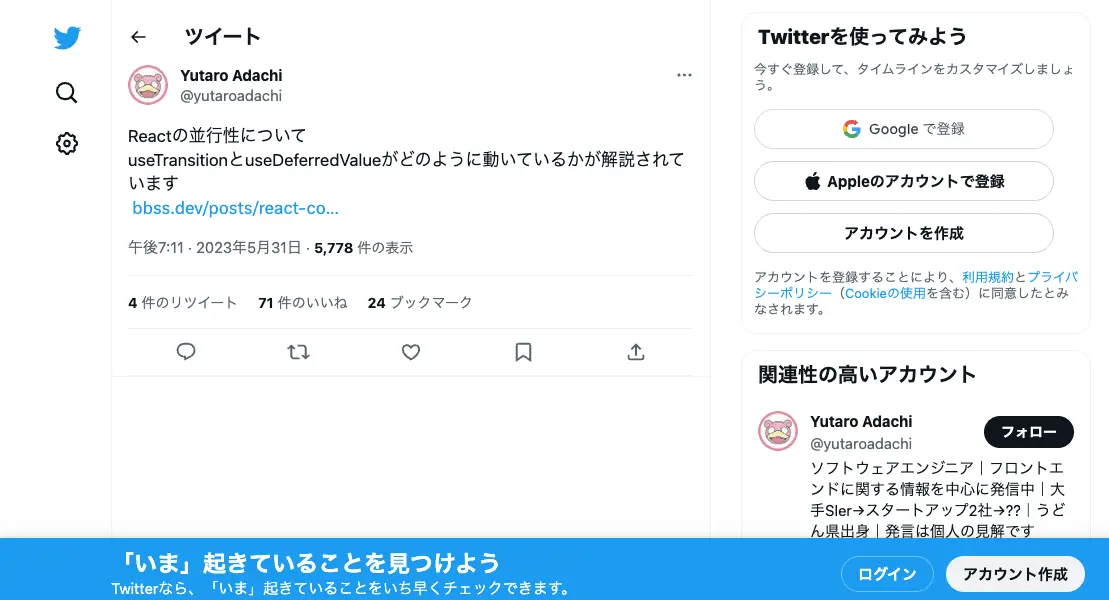 ツイート
Yutaro Adachi
@yutaroadachi
Reactの並行性について
useTransitionとuseDeferredValueがどのように動いているかが解説されて
います
bbss.dev/posts/react-co...
午後7:11 · 2023年5月31日 · 5,778 件の表示
4 件のリツイート 71 件のいいね 24 ブックマーク
Twitterを使ってみよう
今すぐ登録して、タイムラインをカスタマイズしましょ
う。
Google で登録
Appleのアカウントで登録
アカウントを作成
アカウントを登録することにより、利用規約とプライバ
シーポリシー（Cookieの使用を含む）に同意したとみ
なされます。
関連性の高いアカウント
Yutaro Adachi
@yutaroadachi
フォロー
ソフトウェアエンジニア｜フロントエ
ンドに関する情報を中心に発信中｜大
手SIer→スタートアップ2社→??｜うど
ん県出身｜発言は個人の見解です
「いま」起きていることを見つけよう
Twitterなら、「いま」起きていることをいち早くチェックできます。
ログイン
アカウント作成